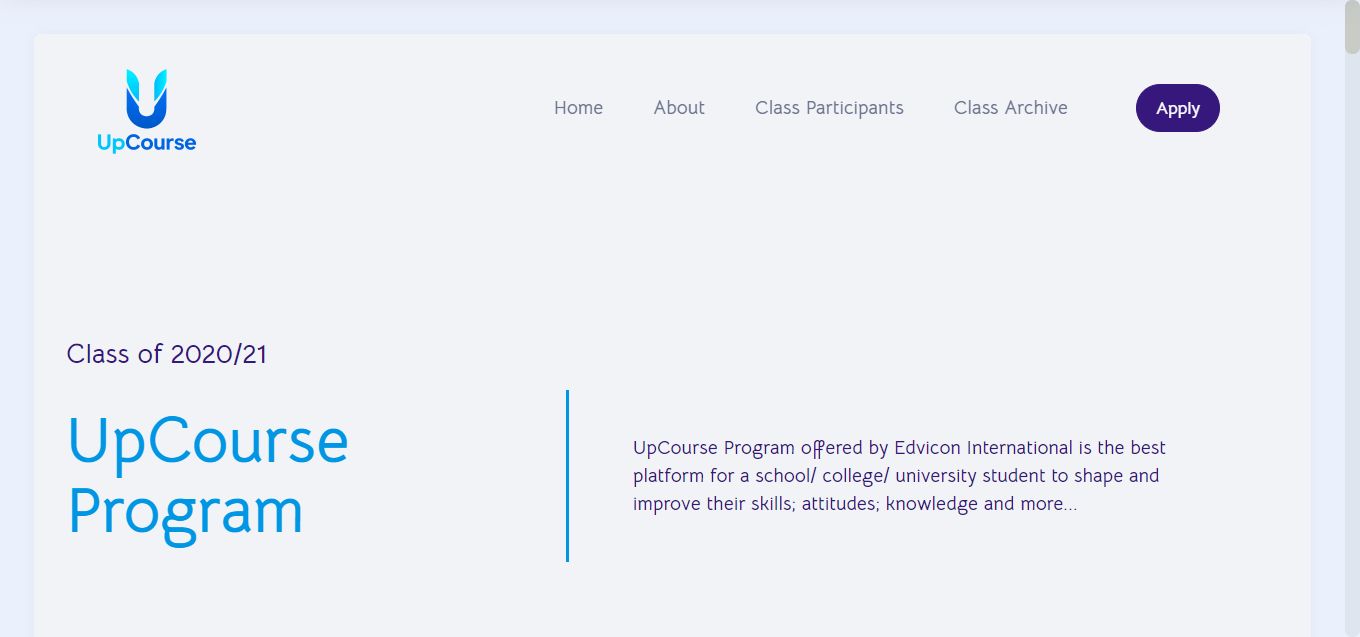 UpCourse
Home About Class Participants Class Archive Apply
Class of 2020/21
UpCourse
Program
UpCourse Program offered by Edvicon International is the best
platform for a school/ college/ university student to shape and
improve their skills; attitudes; knowledge and more...